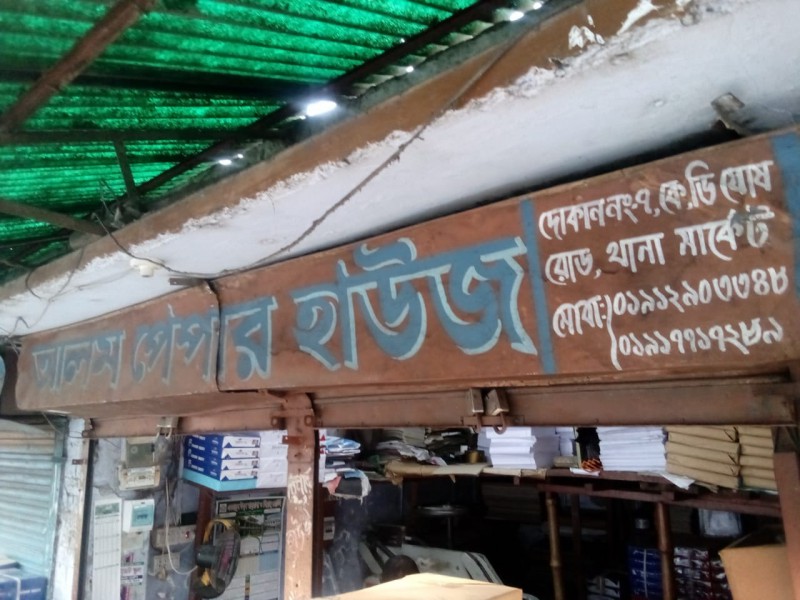 আলম পেপার হাউজ
দোকান নং ৭, কে,ডি ঘোষ
রোড, থানা মার্কেট
মোবা: ০১৯১২৯০৩৩৪৮
০১৯১৭৭১৭২৮৯